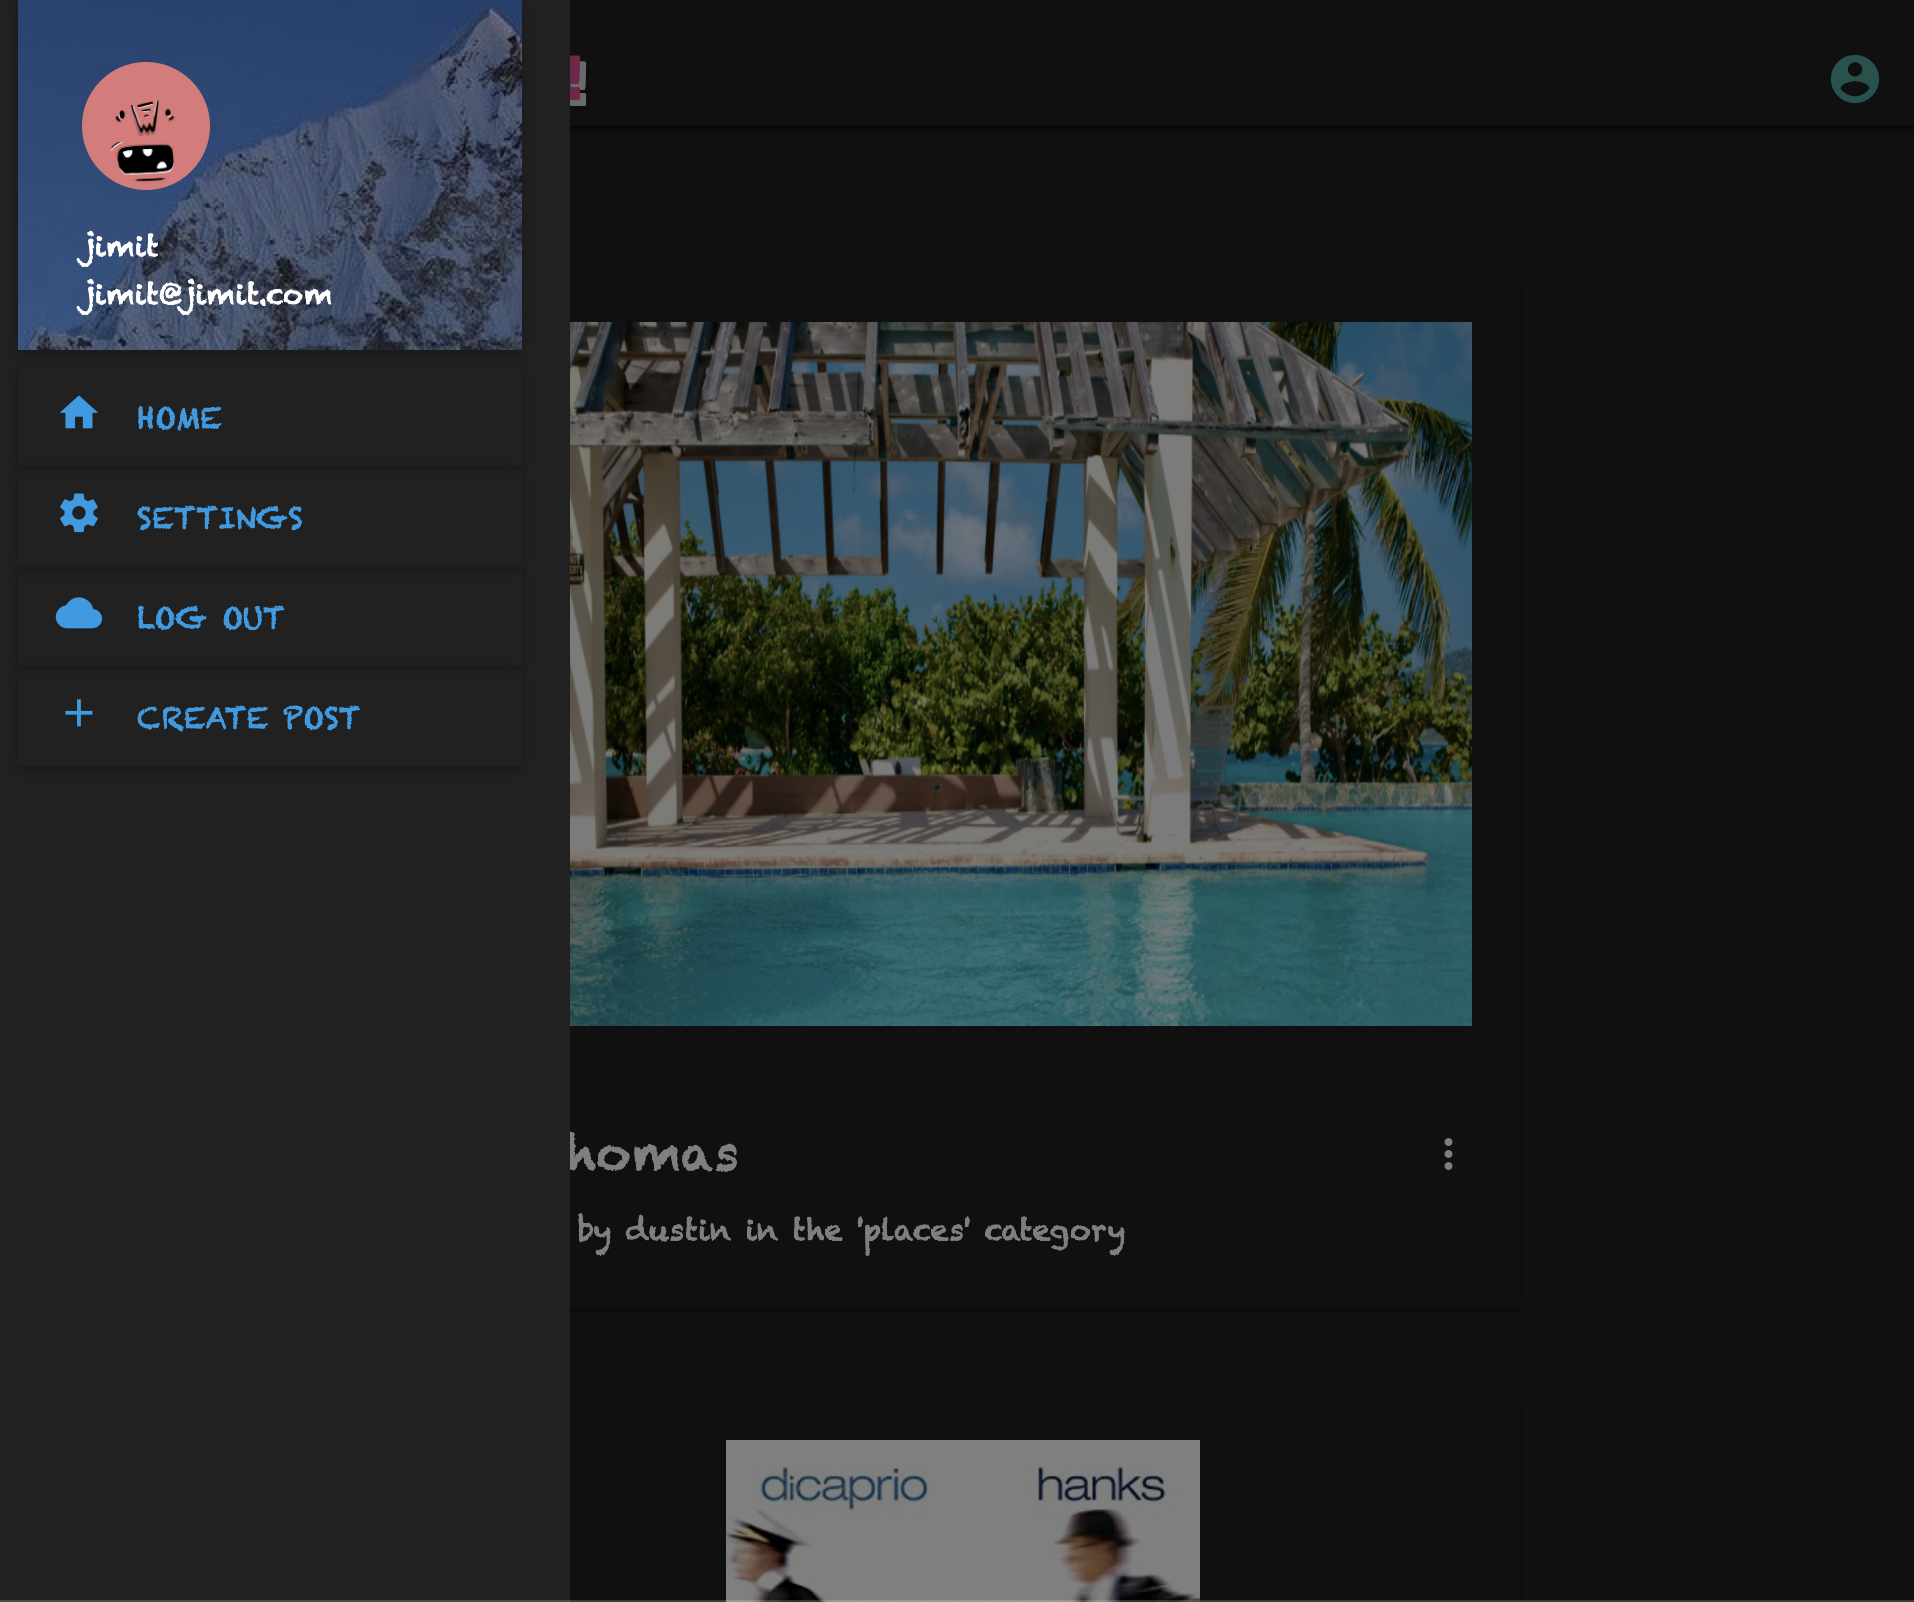 !
jimit
jimit@jimit.com
HOME
SETTINGS
LOG OUT
CREATE POST
homas
by dustin in the 'places' category
dicaprio hanks